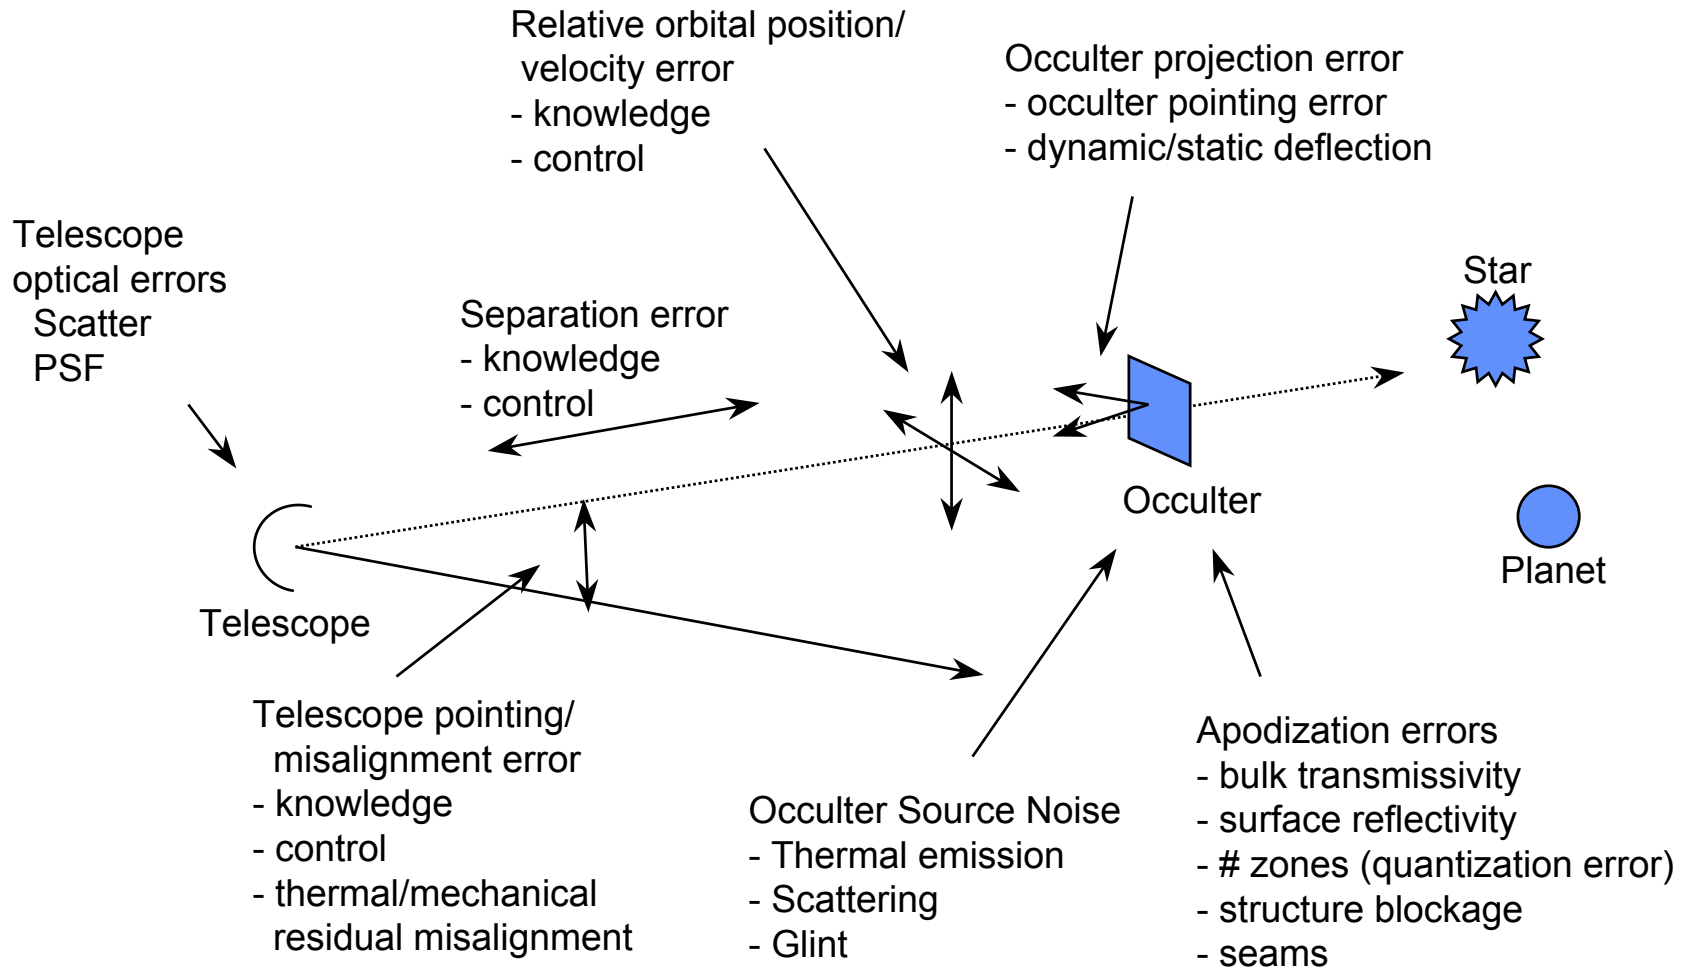 Relative orbital position/
velocity error
- knowledge
- control
Occulter projection error
- occulter pointing error
- dynamic/static deflection
Telescope
optical errors
Scatter
PSF
Separation error
- knowledge
- control
Star
Occulter
Planet
Telescope
Telescope pointing/
misalignment error
- knowledge
- control
- thermal/mechanical
residual misalignment
Occulter Source Noise
- Thermal emission
- Scattering
- Glint
Apodization errors
- bulk transmissivity
- surface reflectivity
- # zones (quantization error)
- structure blockage
- seams